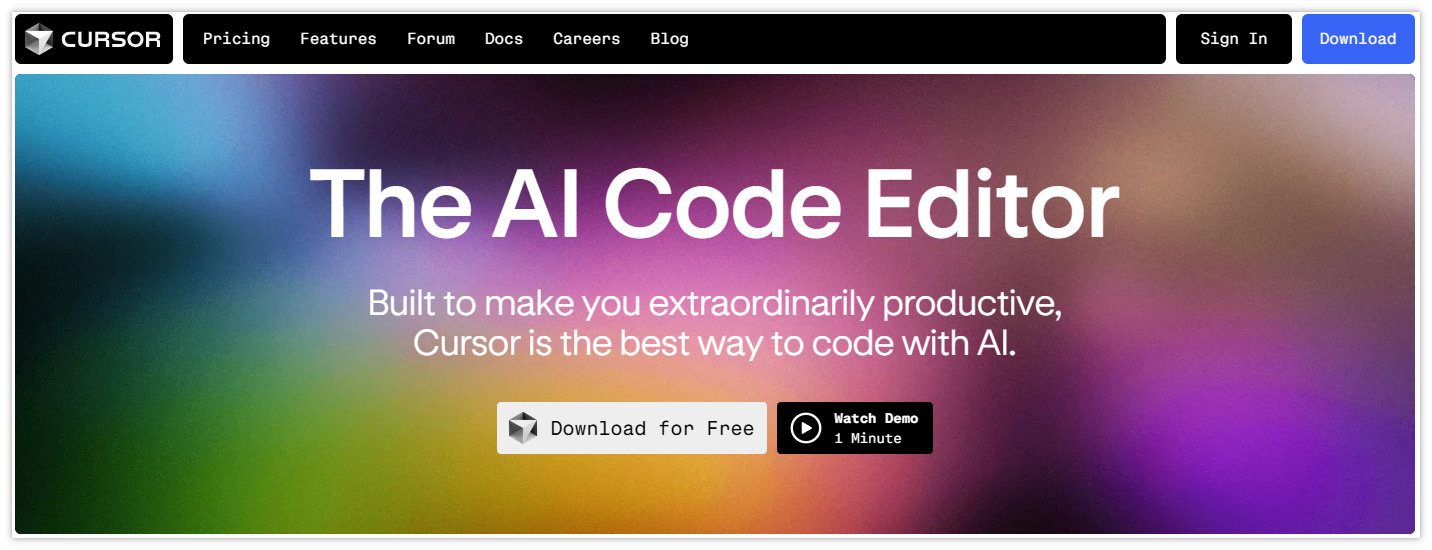 CURSOR
Pricing
Features
Forum
Docs
Careers
Blog
Sign In
Download
The AI Code Editor
Built to make you extraordinarily productive,
Cursor is the best way to code with AI.
Download for Free
Watch Demo
1 Minute